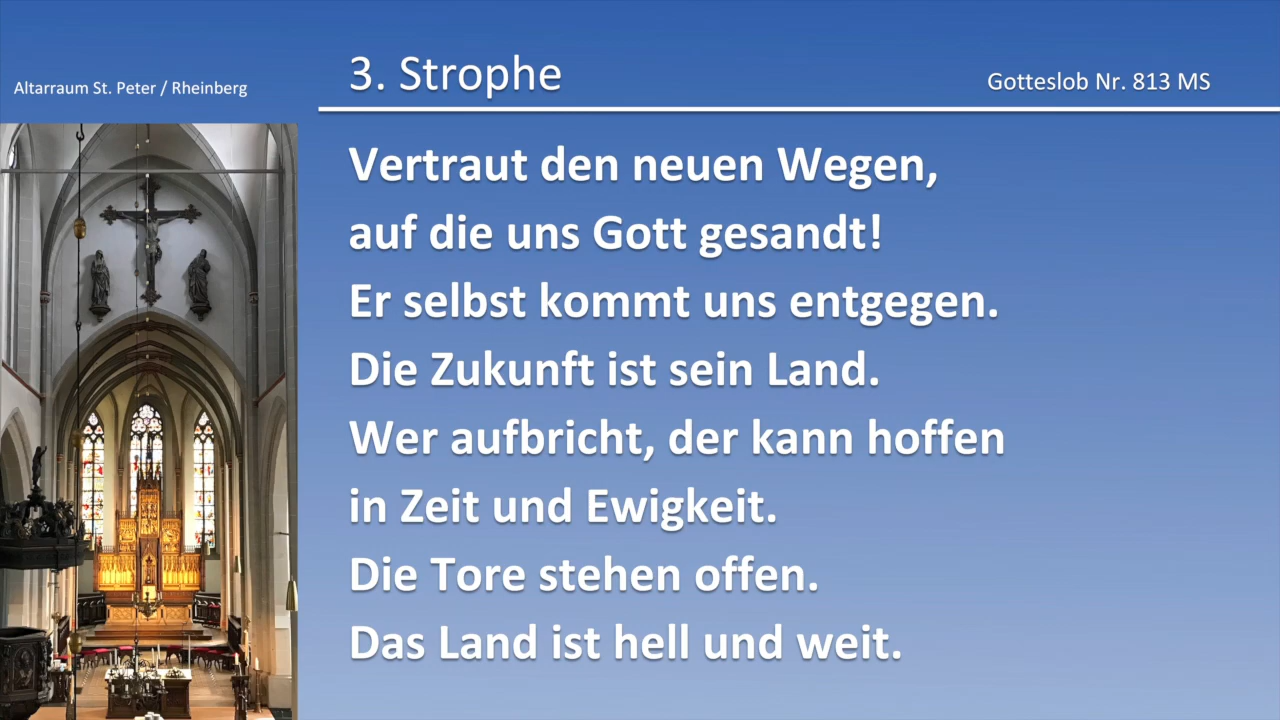 Altarraum St. Peter / Rheinberg
3. Strophe
Gotteslob Nr. 813 MS
Vertraut den neuen Wegen,
auf die uns Gott gesandt!
Er selbst kommt uns entgegen.
Die Zukunft ist sein Land.
Wer aufbricht, der kann hoffen
in Zeit und Ewigkeit.
Die Tore stehen offen.
Das Land ist hell und weit.